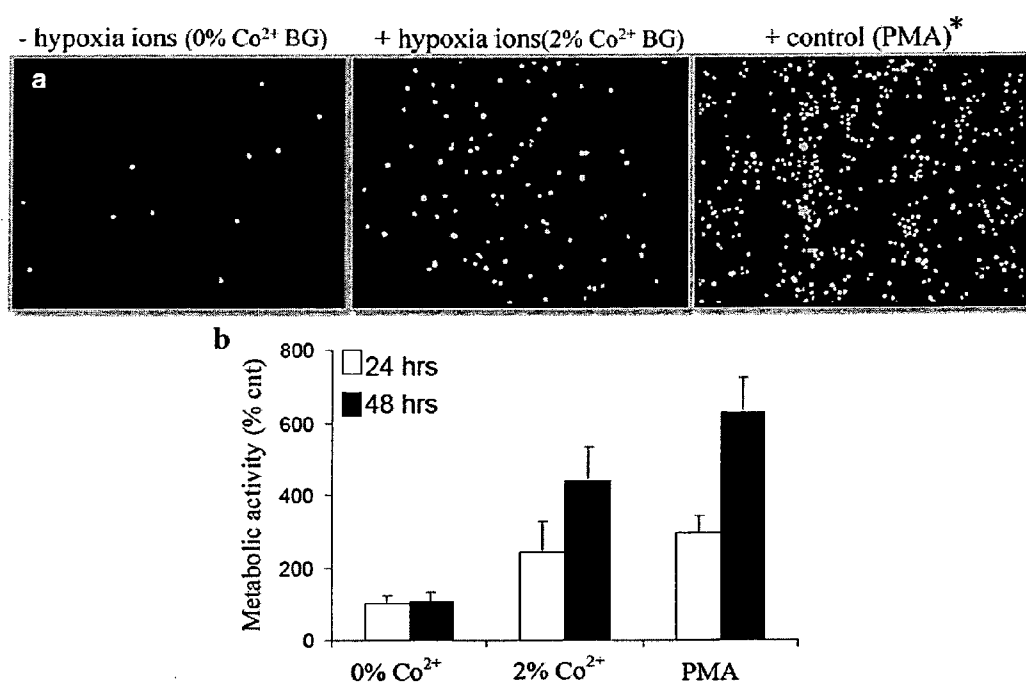 - hypoxia ions (0% Co²⁺ BG)
+ hypoxia ions(2% Co²⁺ BG)
+ control (PMA)*
a
b
Metabolic activity (% cnt)
800
600
400
200
0
24 hrs
48 hrs
0% Co²⁺
2% Co²⁺
PMA